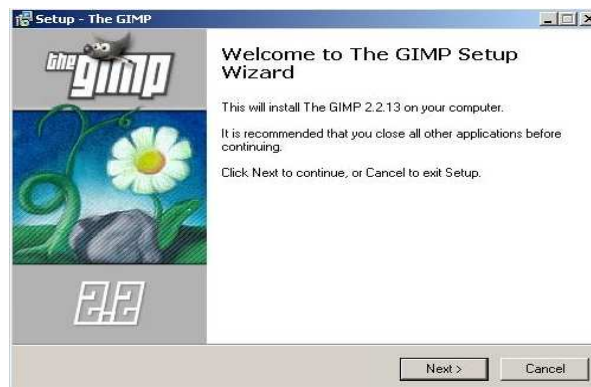 Setup - The GIMP
the gimp
Welcome to The GIMP Setup
Wizard
This will install The GIMP 2.2.13 on your computer.
It is recommended that you close all other applications before
continuing.
Click Next to continue, or Cancel to exit Setup.
2.2
Next >
Cancel